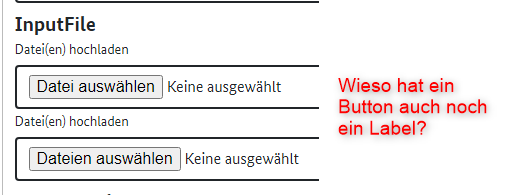 InputFile
Datei(en) hochladen
Datei auswählen Keine ausgewählt
Datei(en) hochladen
Dateien auswählen Keine ausgewählt
Wieso hat ein
Button auch noch
ein Label?